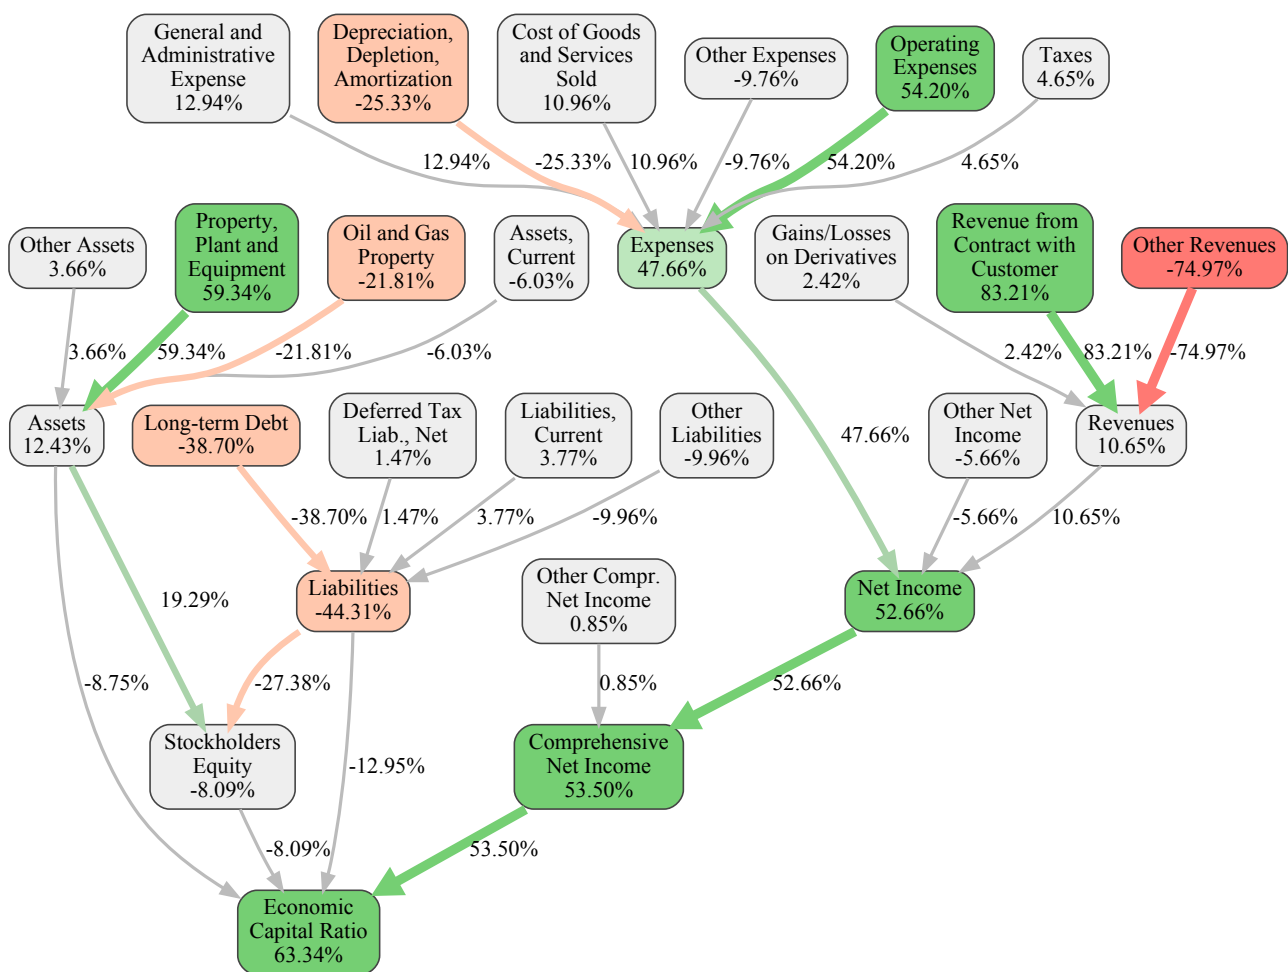 General and
Administrative
Expense
12.94%
Depreciation,
Depletion,
Amortization
-25.33%
Cost of Goods
and Services
Sold
10.96%
Other Expenses
-9.76%
Operating
Expenses
54.20%
Taxes
4.65%
12.94%
-25.33%
10.96%
-9.76%
54.20%
4.65%
Other Assets
3.66%
Property,
Plant and
Equipment
59.34%
Oil and Gas
Property
-21.81%
Assets,
Current
-6.03%
Expenses
47.66%
Gains/Losses
on Derivatives
2.42%
Revenue from
Contract with
Customer
83.21%
Other Revenues
-74.97%
3.66%
59.34%
-21.81%
-6.03%
2.42%
83.21%
-74.97%
Assets
12.43%
Long-term Debt
-38.70%
Deferred Tax
Liab., Net
1.47%
Liabilities,
Current
3.77%
Other
Liabilities
-9.96%
47.66%
Other Net
Income
-5.66%
Revenues
10.65%
-38.70%
1.47%
3.77%
-9.96%
-5.66%
10.65%
19.29%
Liabilities
-44.31%
Other Compr.
Net Income
0.85%
Net Income
52.66%
-8.75%
-27.38%
0.85%
52.66%
Stockholders
Equity
-8.09%
-12.95%
Comprehensive
Net Income
53.50%
-8.09%
53.50%
Economic
Capital Ratio
63.34%